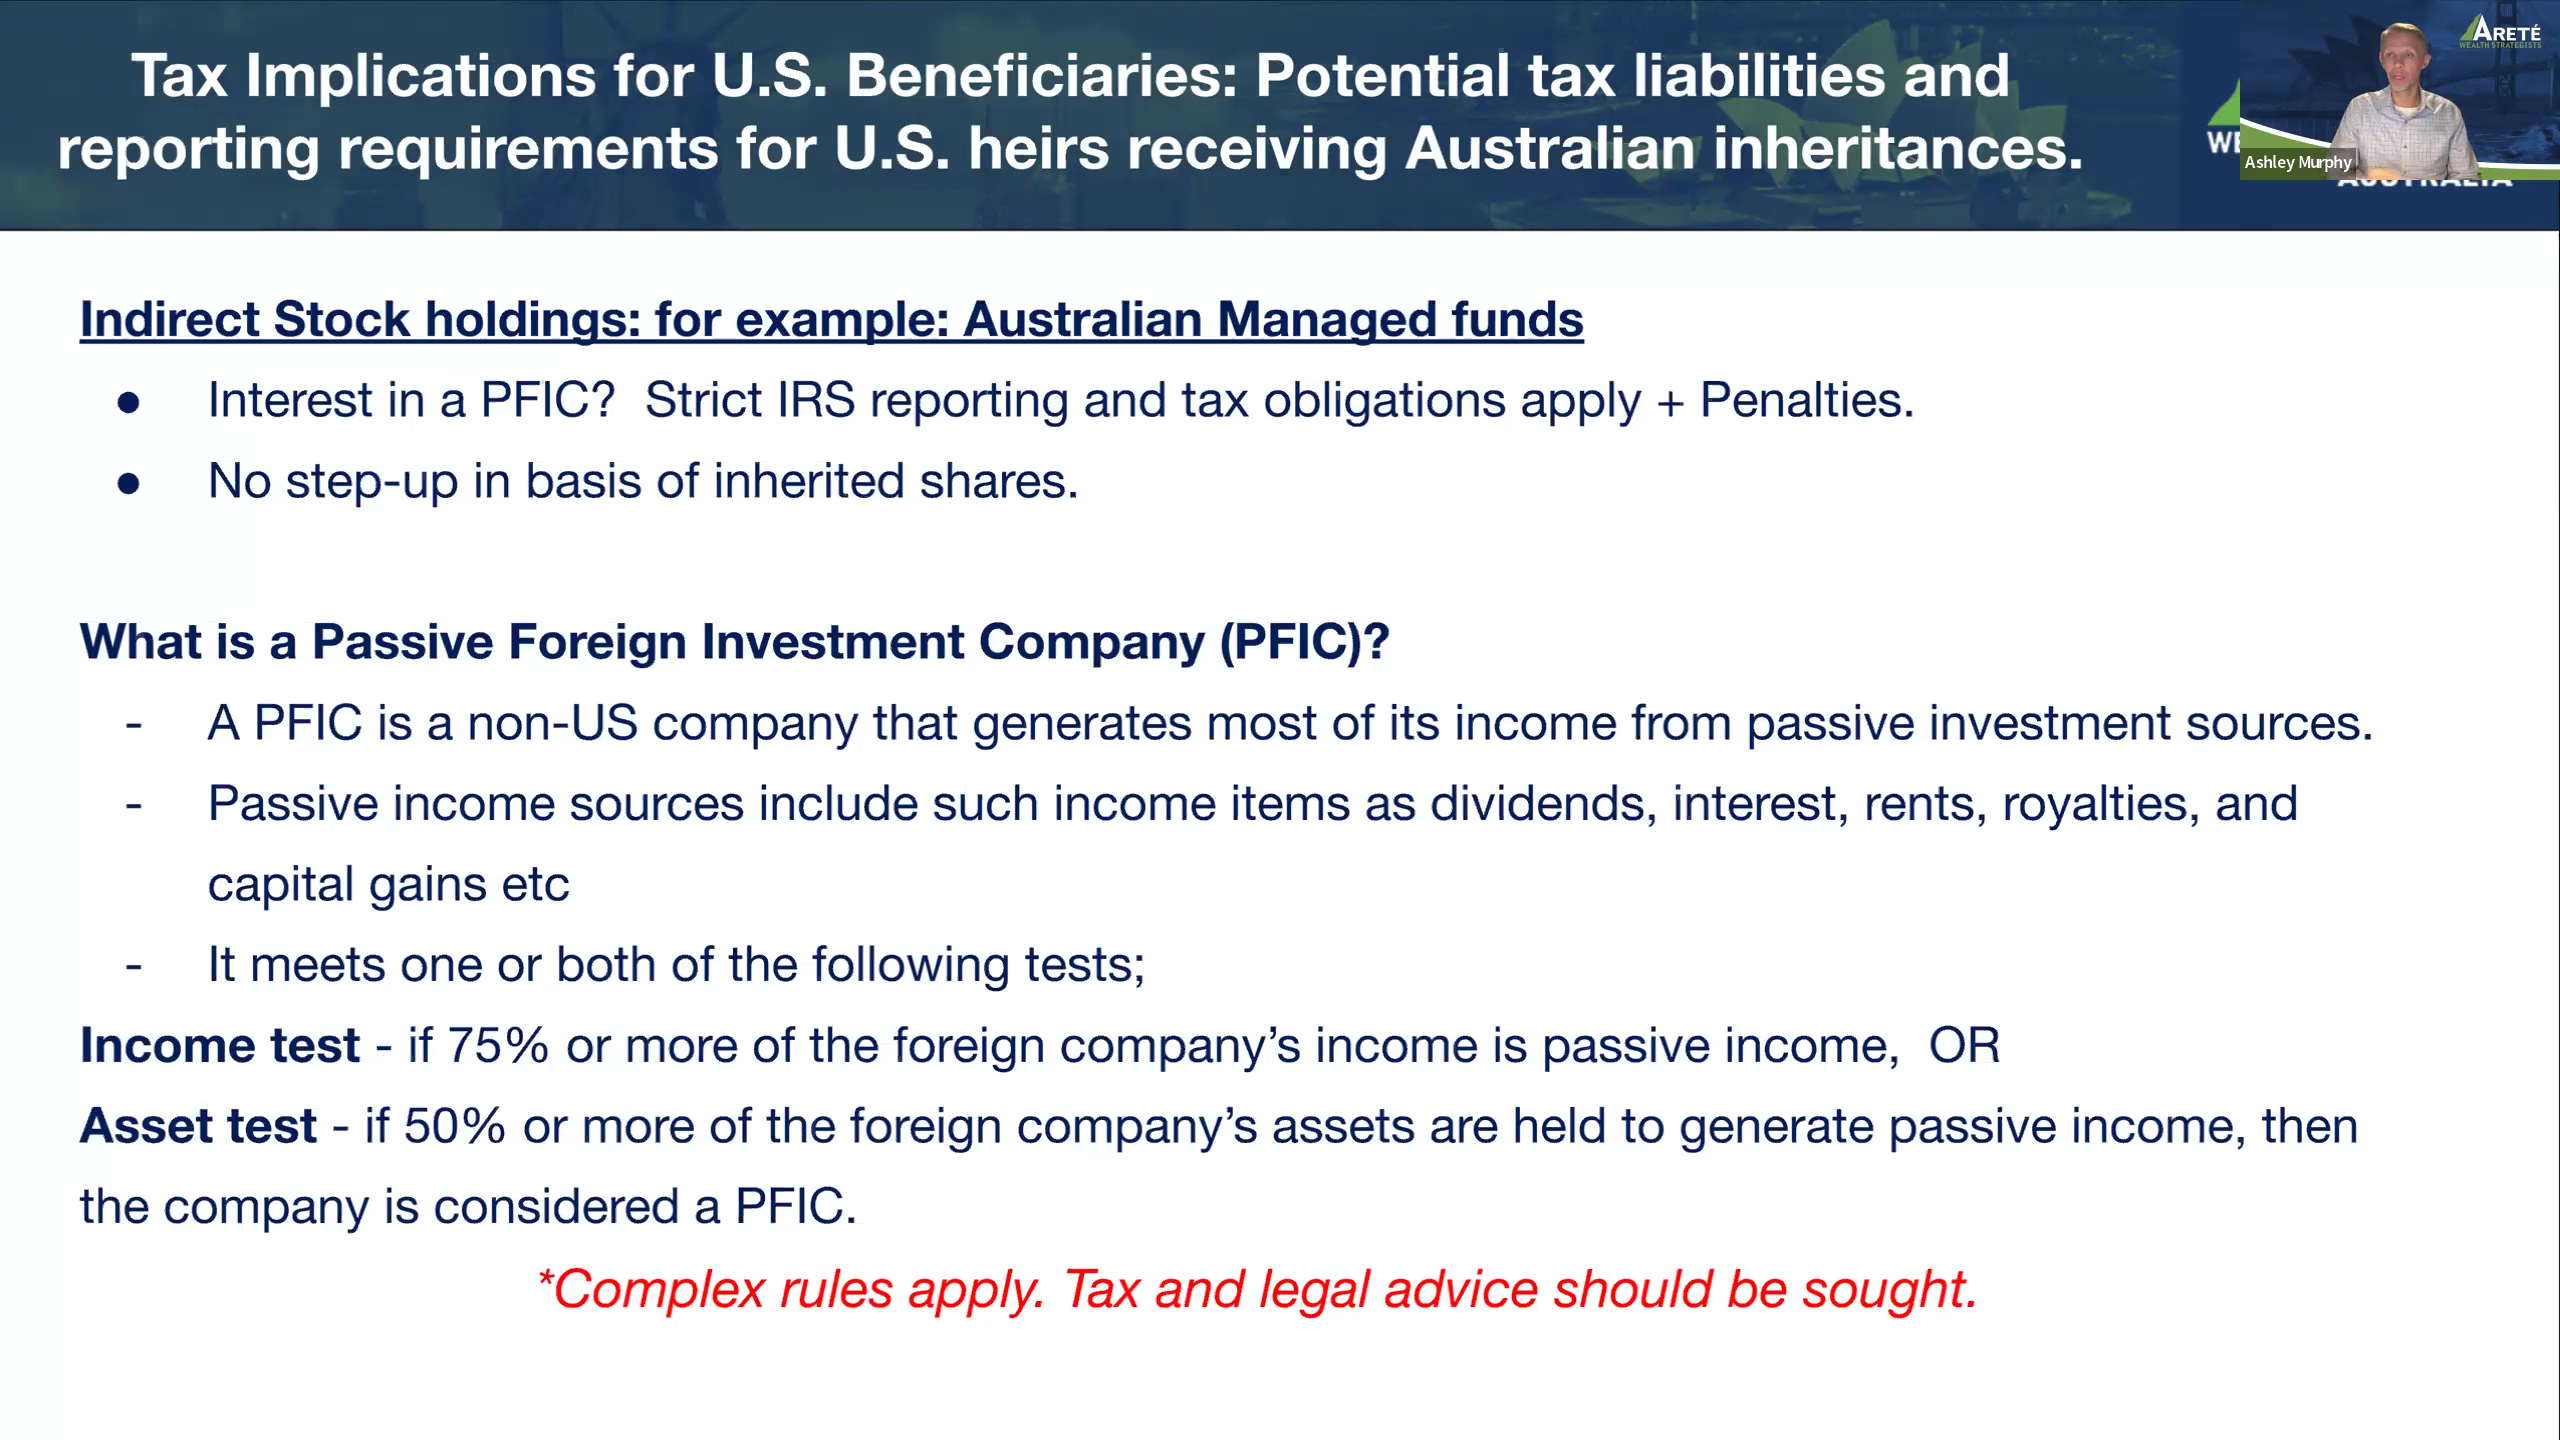 Tax Implications for U.S. Beneficiaries: Potential tax liabilities and
reporting requirements for U.S. heirs receiving Australian inheritances.
ARETÉ
WEALTH STRATEGISTS
Ashley Murphy
AUSTRALIA
Indirect Stock holdings: for example: Australian Managed funds
● Interest in a PFIC?  Strict IRS reporting and tax obligations apply + Penalties.
● No step-up in basis of inherited shares.
What is a Passive Foreign Investment Company (PFIC)?
- A PFIC is a non-US company that generates most of its income from passive investment sources.
- Passive income sources include such income items as dividends, interest, rents, royalties, and
capital gains etc
- It meets one or both of the following tests;
Income test - if 75% or more of the foreign company’s income is passive income,  OR
Asset test - if 50% or more of the foreign company’s assets are held to generate passive income, then
the company is considered a PFIC.
*Complex rules apply. Tax and legal advice should be sought.